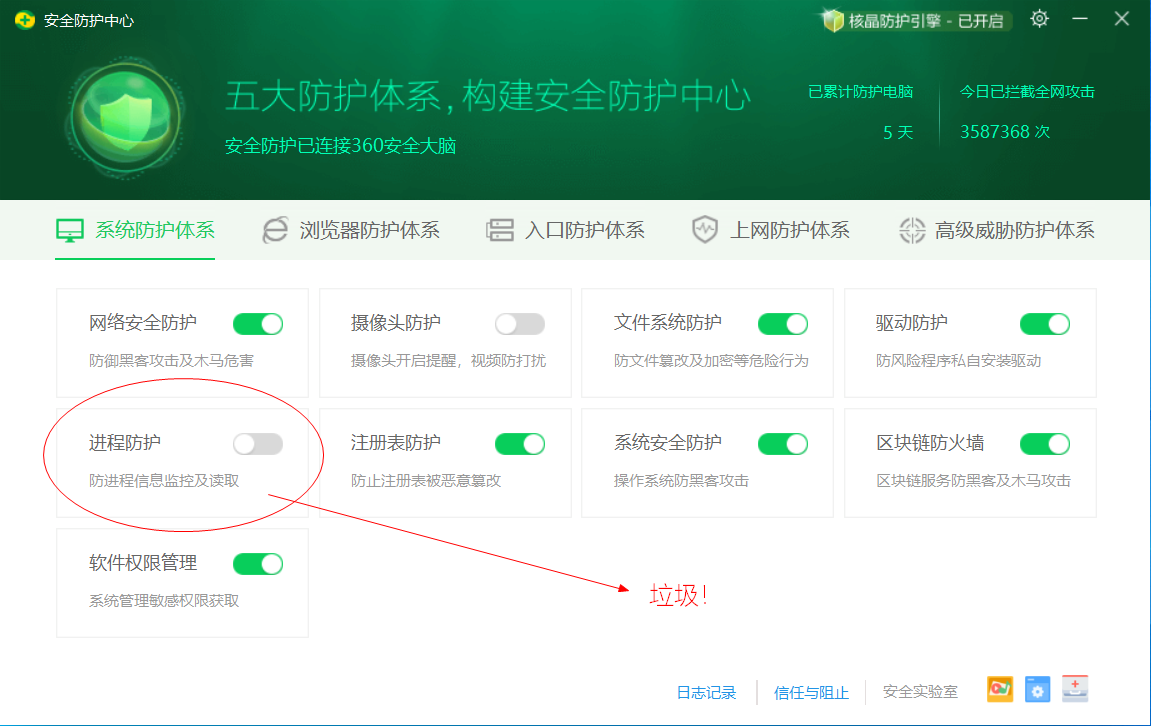 安全防护中心
核晶防护引擎 - 已开启
五大防护体系,构建安全防护中心
安全防护已连接360安全大脑
已累计防护电脑
5 天
今日已拦截全网攻击
3587368 次
系统防护体系
浏览器防护体系
入口防护体系
上网防护体系
高级威胁防护体系
网络安全防护
防御黑客攻击及木马危害
摄像头防护
摄像头开启提醒，视频防打扰
文件系统防护
防文件篡改及加密等危险行为
驱动防护
防风险程序私自安装驱动
进程防护
防进程信息监控及读取
注册表防护
防止注册表被恶意篡改
系统安全防护
操作系统防黑客攻击
区块链防火墙
区块链服务防黑客及木马攻击
软件权限管理
系统管理敏感权限获取
垃圾!
日志记录
信任与阻止
安全实验室